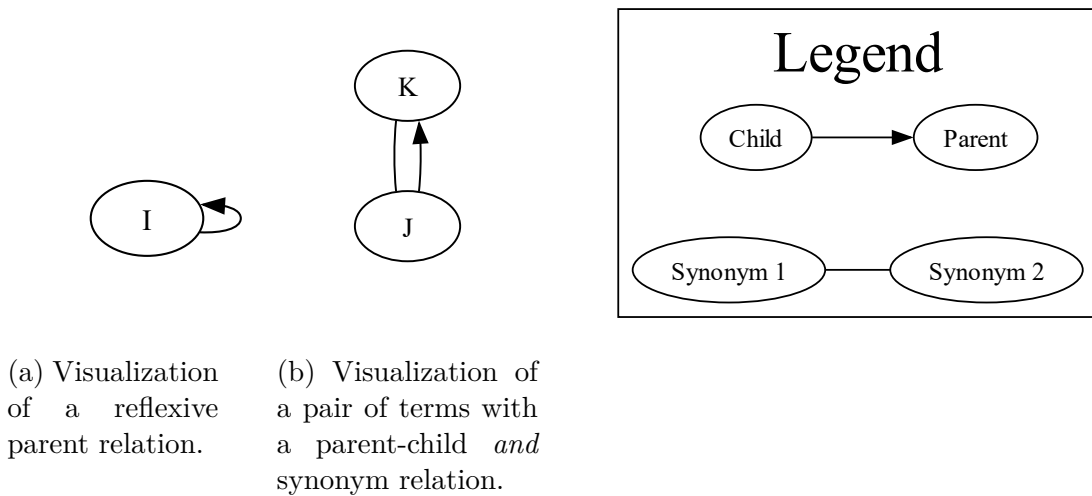 K
I
J
(a) Visualization
of a reflexive
parent relation.
(b) Visualization of
a pair of terms with
a parent-child and
synonym relation.
Legend
Child
Parent
Synonym 1
Synonym 2